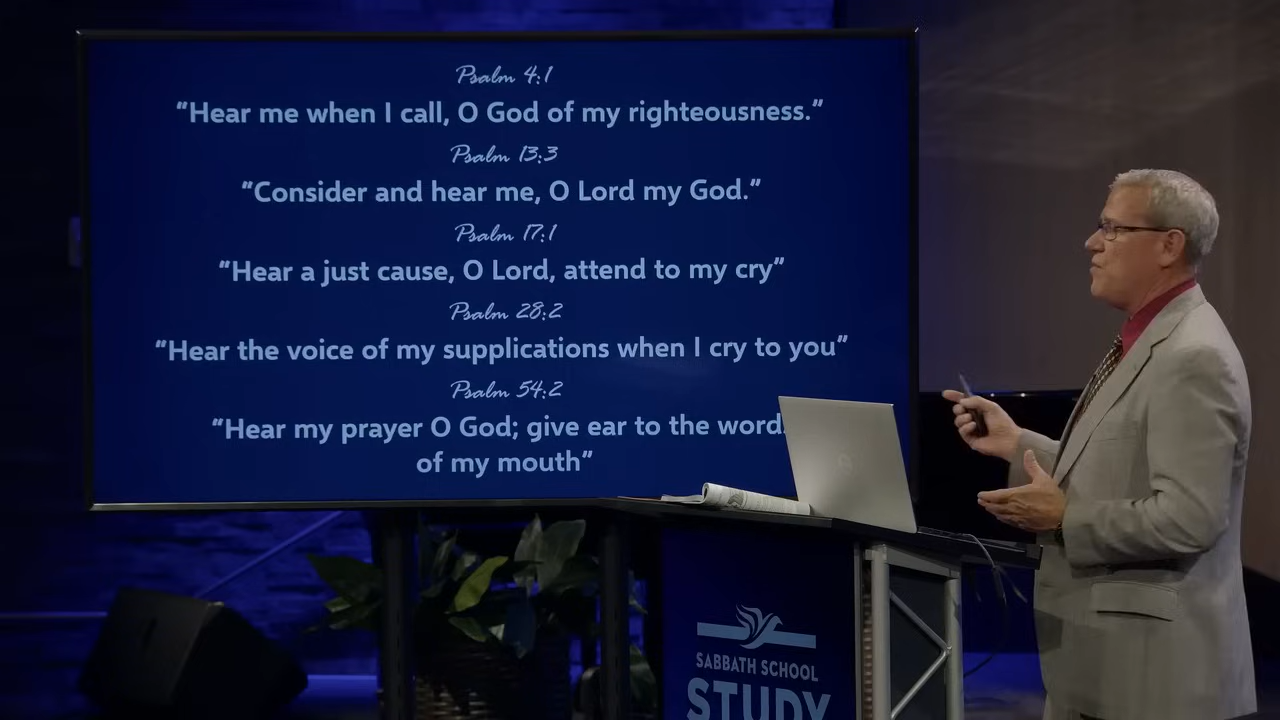 Psalm 4:1
“Hear me when I call, O God of my righteousness.”
Psalm 13:3
“Consider and hear me, O Lord my God.”
Psalm 17:1
“Hear a just cause, O Lord, attend to my cry”
Psalm 28:2
“Hear the voice of my supplications when I cry to you”
Psalm 54:2
“Hear my prayer O God; give ear to the
of my mouth”
SABBATH SCHOOL
STUDY